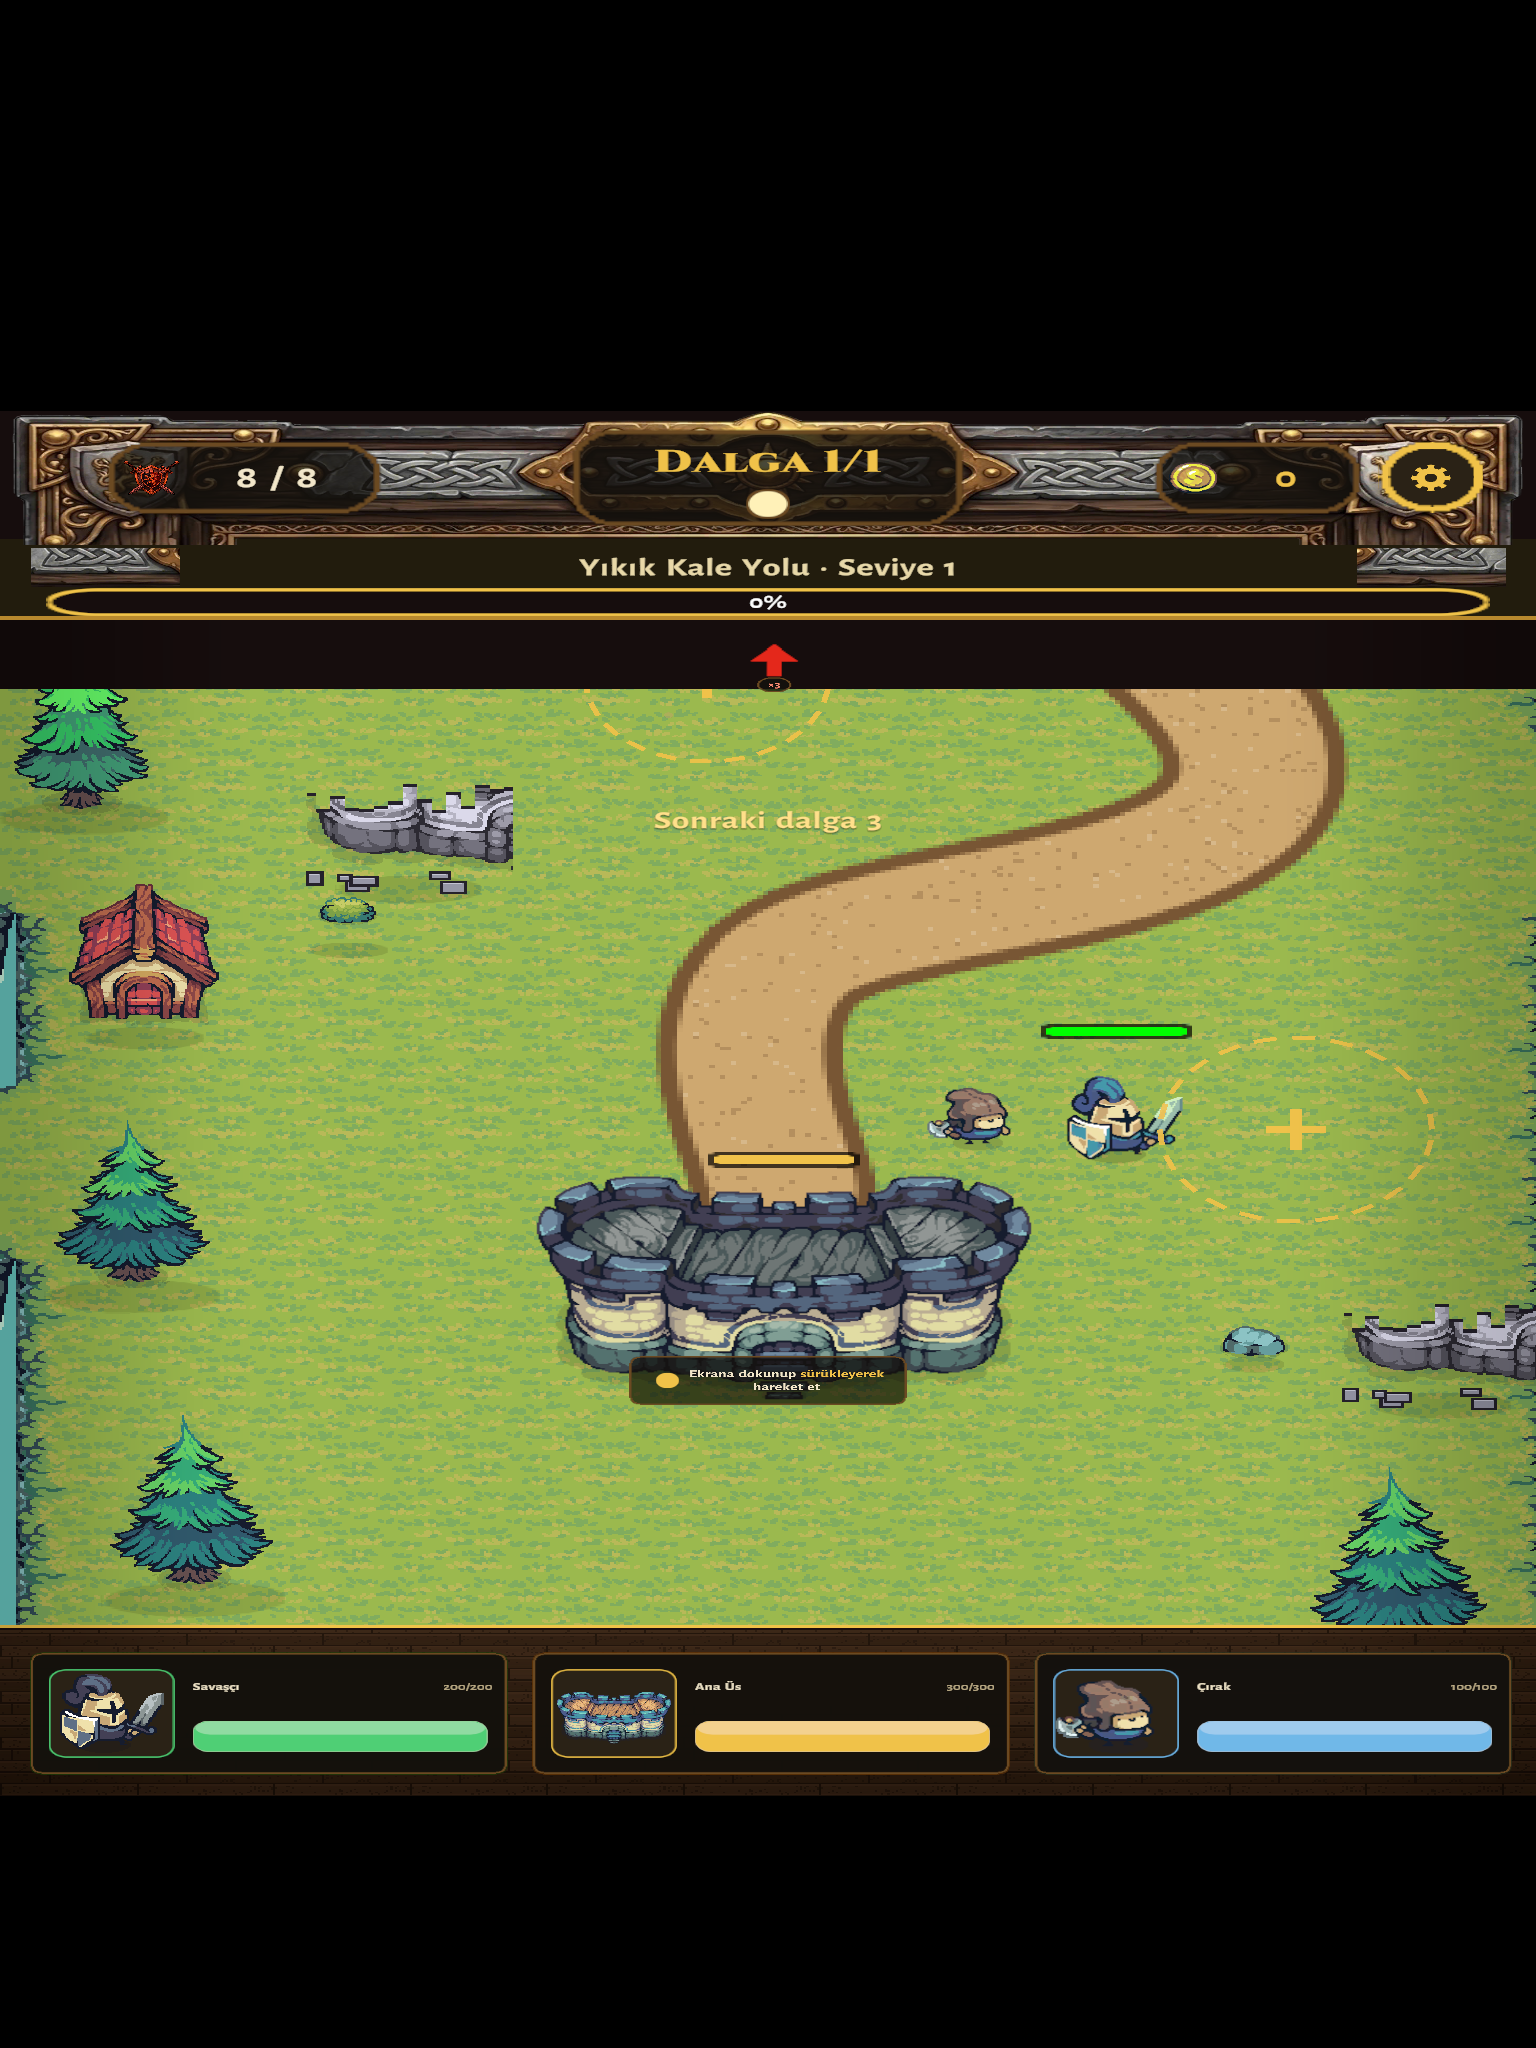 8 / 8
DALGA 1/1
0
Yıkık Kale Yolu · Seviye 1
0%
×3
Sonraki dalga 3
Ekrana dokunup sürükleyerek
hareket et
Savaşçı
200/200
Ana Üs
300/300
Çırak
100/100